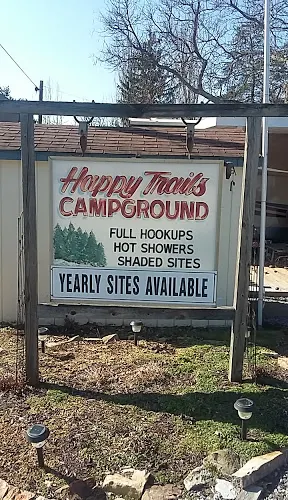 Happy Trails
CAMPGROUND
FULL HOOKUPS
HOT SHOWERS
SHADED SITES
YEARLY SITES AVAILABLE